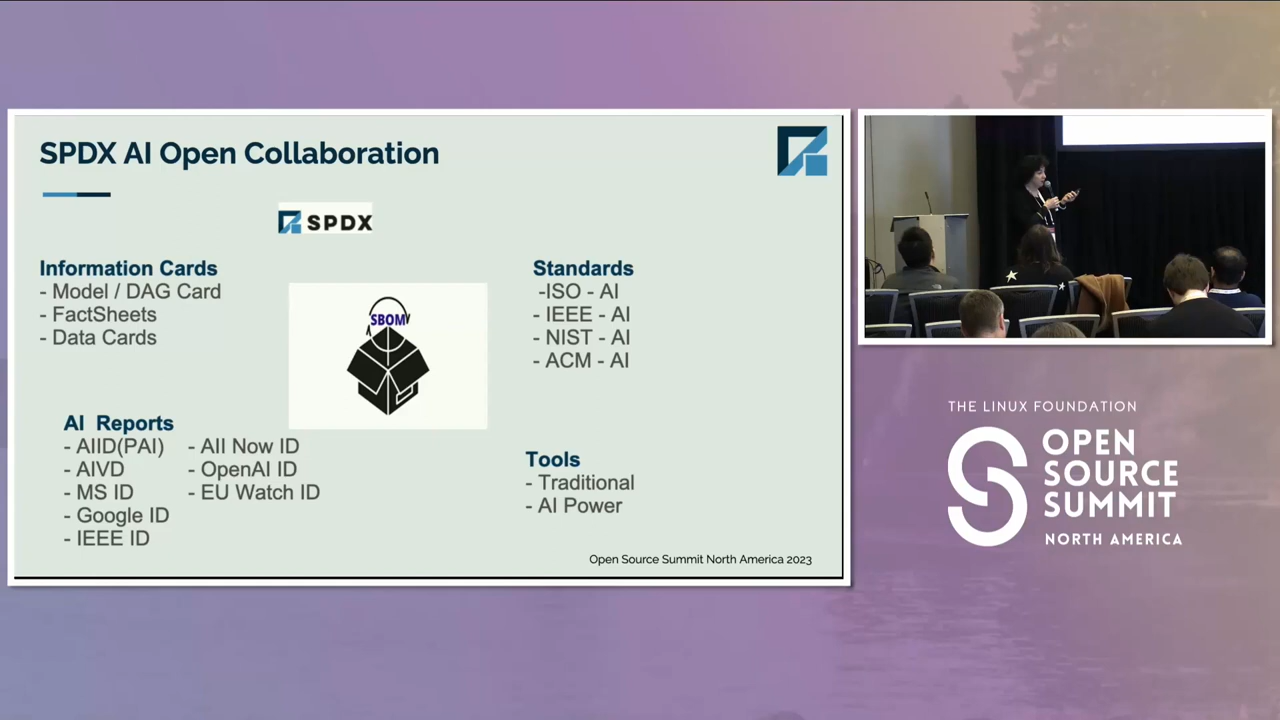 SPDX AI Open Collaboration
SPDX
Information Cards
- Model / DAG Card
- FactSheets
- Data Cards
SBOM
Standards
-ISO - AI
- IEEE - AI
- NIST - AI
- ACM - AI
AI Reports
- AIID(PAI)
- AIVD
- MS ID
- Google ID
- IEEE ID
- AII Now ID
- OpenAI ID
- EU Watch ID
Tools
- Traditional
- AI Power
Open Source Summit North America 2023
THE LINUX FOUNDATION
OPEN
SOURCE
SUMMIT
NORTH AMERICA